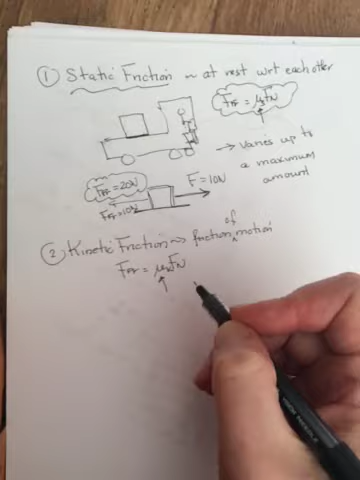 ① Static Friction ~ at rest wrt each other
Ffr = μsFN
→ varies up to
a maximum
amount
Ffr = 20N
F = 10N
Ffr = 10N
② Kinetic Friction ~> friction of motion
Ffr = μkFN